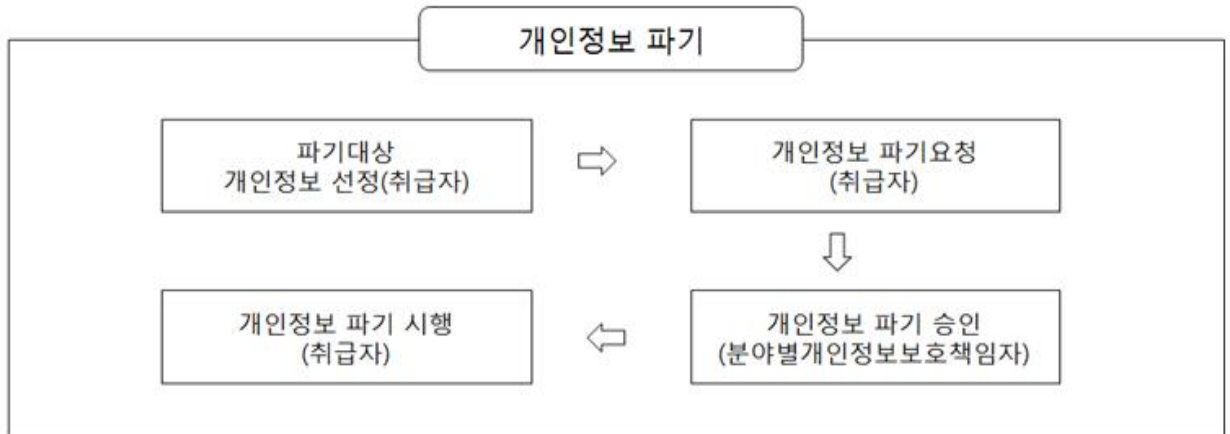 개인정보 파기
파기대상
개인정보 선정(취급자)
개인정보 파기요청
(취급자)
개인정보 파기 승인
(분야별개인정보보호책임자)
개인정보 파기 시행
(취급자)